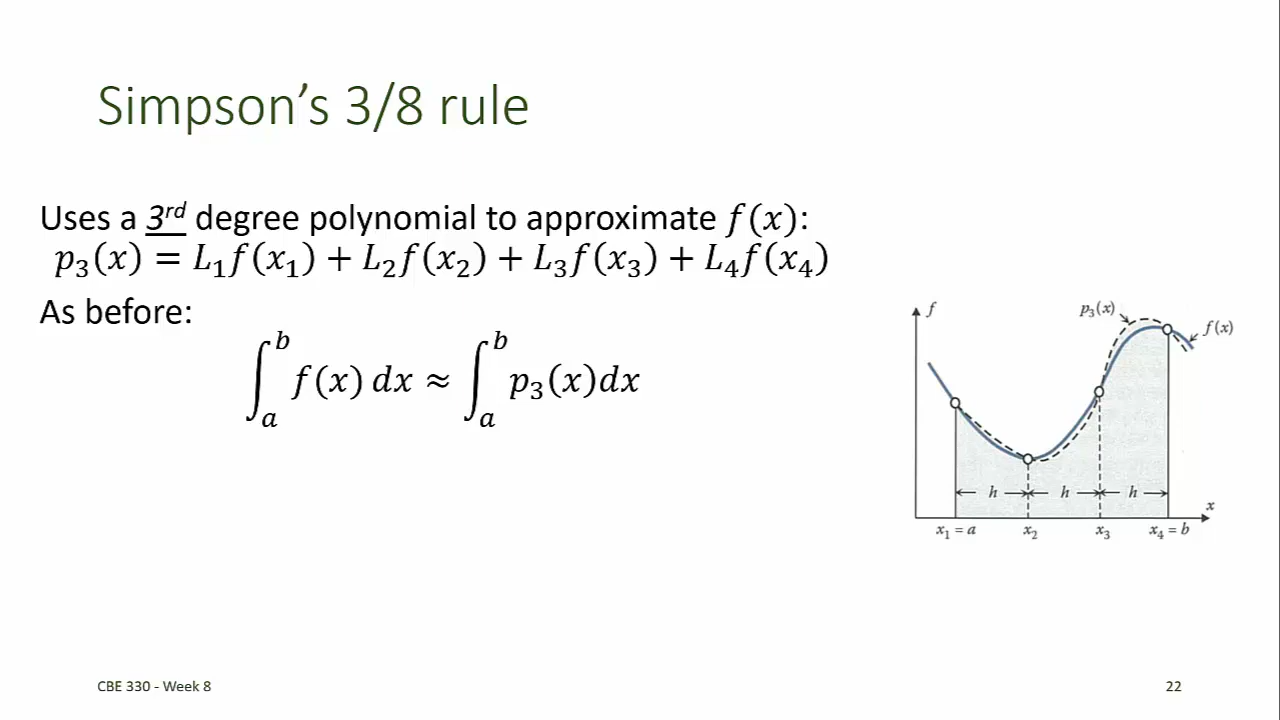 Simpson's 3/8 rule
Uses a 3rd degree polynomial to approximate 𝑓(𝑥):
𝑝₃(𝑥) = 𝐿₁𝑓(𝑥₁) + 𝐿₂𝑓(𝑥₂) + 𝐿₃𝑓(𝑥₃) + 𝐿₄𝑓(𝑥₄)
As before:
∫ₐᵇ 𝑓(𝑥) 𝑑𝑥 ≈ ∫ₐᵇ 𝑝₃(𝑥)𝑑𝑥
f
p₃(x)
f(x)
h h h
x
x₁ = a x₂ x₃ x₄ = b
CBE 330 - Week 8
22